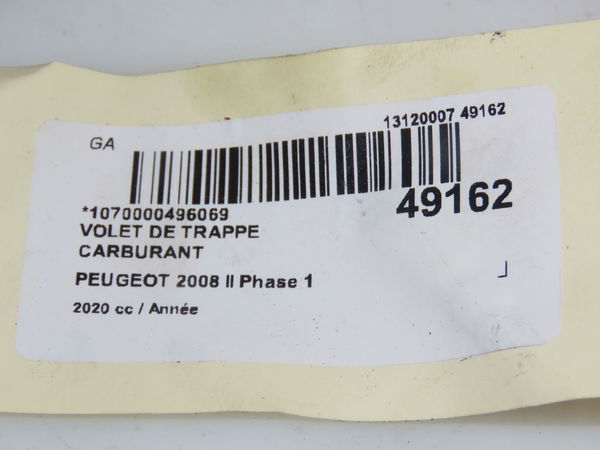 GA
13120007 49162
49162
*1070000496069
VOLET DE TRAPPE
CARBURANT
PEUGEOT 2008 II Phase 1
2020 cc / Année